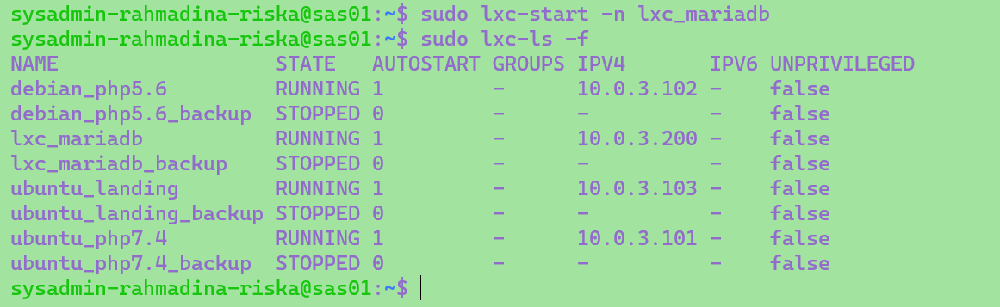 sysadmin-rahmadina-riska@sas01:~$ sudo lxc-start -n lxc_mariadb
sysadmin-rahmadina-riska@sas01:~$ sudo lxc-ls -f
NAME                  STATE   AUTOSTART GROUPS IPV4       IPV6 UNPRIVILEGED
debian_php5.6         RUNNING 1         -      10.0.3.102 -    false
debian_php5.6_backup  STOPPED 0         -      -          -    false
lxc_mariadb           RUNNING 1         -      10.0.3.200 -    false
lxc_mariadb_backup    STOPPED 0         -      -          -    false
ubuntu_landing        RUNNING 1         -      10.0.3.103 -    false
ubuntu_landing_backup STOPPED 0         -      -          -    false
ubuntu_php7.4         RUNNING 1         -      10.0.3.101 -    false
ubuntu_php7.4_backup  STOPPED 0         -      -          -    false
sysadmin-rahmadina-riska@sas01:~$